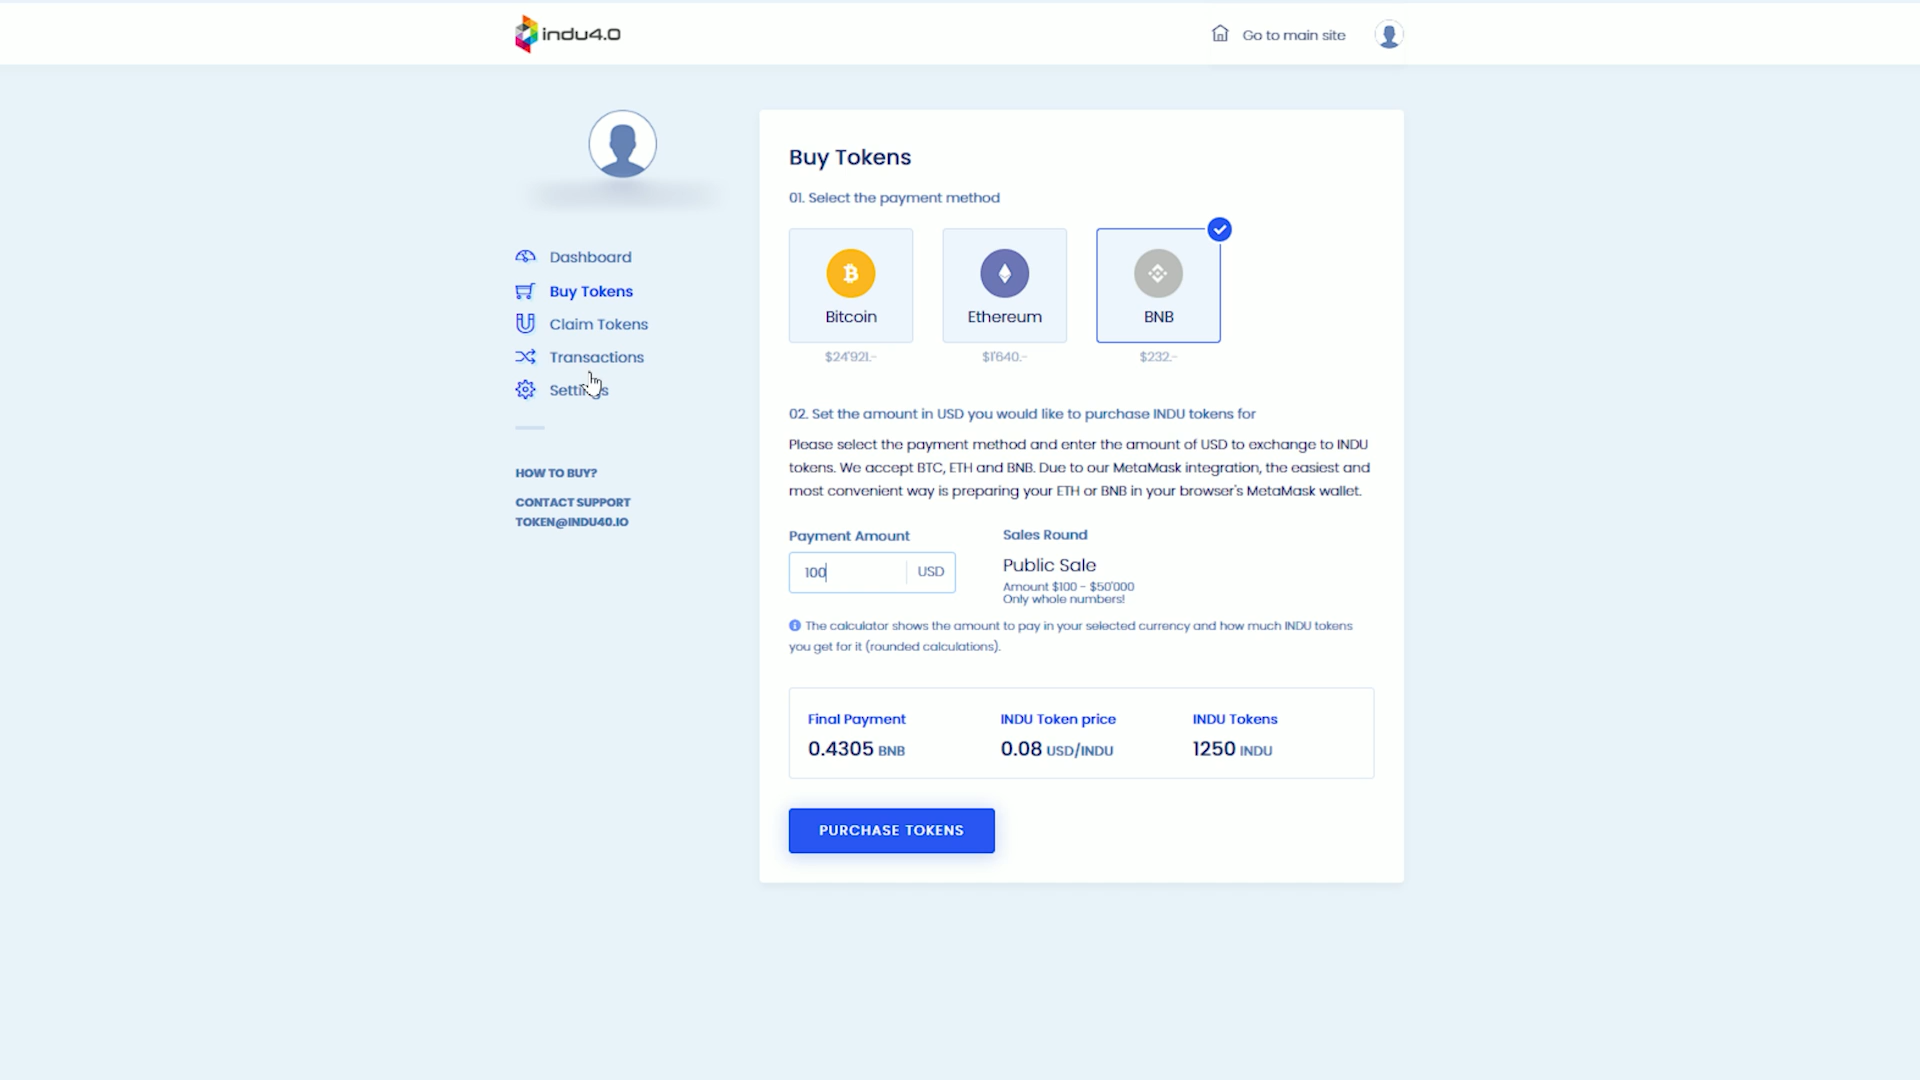 indu4.0
Go to main site
Dashboard
Buy Tokens
Claim Tokens
Transactions
Settings
HOW TO BUY?
CONTACT SUPPORT
TOKEN@INDU40.IO
Buy Tokens
01. Select the payment method
Bitcoin
Ethereum
BNB
$24'921.-
$1'640.-
$232.-
02. Set the amount in USD you would like to purchase INDU tokens for
Please select the payment method and enter the amount of USD to exchange to INDU
tokens. We accept BTC, ETH and BNB. Due to our MetaMask integration, the easiest and
most convenient way is preparing your ETH or BNB in your browser's MetaMask wallet.
Payment Amount
100 USD
Sales Round
Public Sale
Amount $100 - $50'000
Only whole numbers!
The calculator shows the amount to pay in your selected currency and how much INDU tokens
you get for it (rounded calculations).
Final Payment
0.4305 BNB
INDU Token price
0.08 USD/INDU
INDU Tokens
1250 INDU
PURCHASE TOKENS